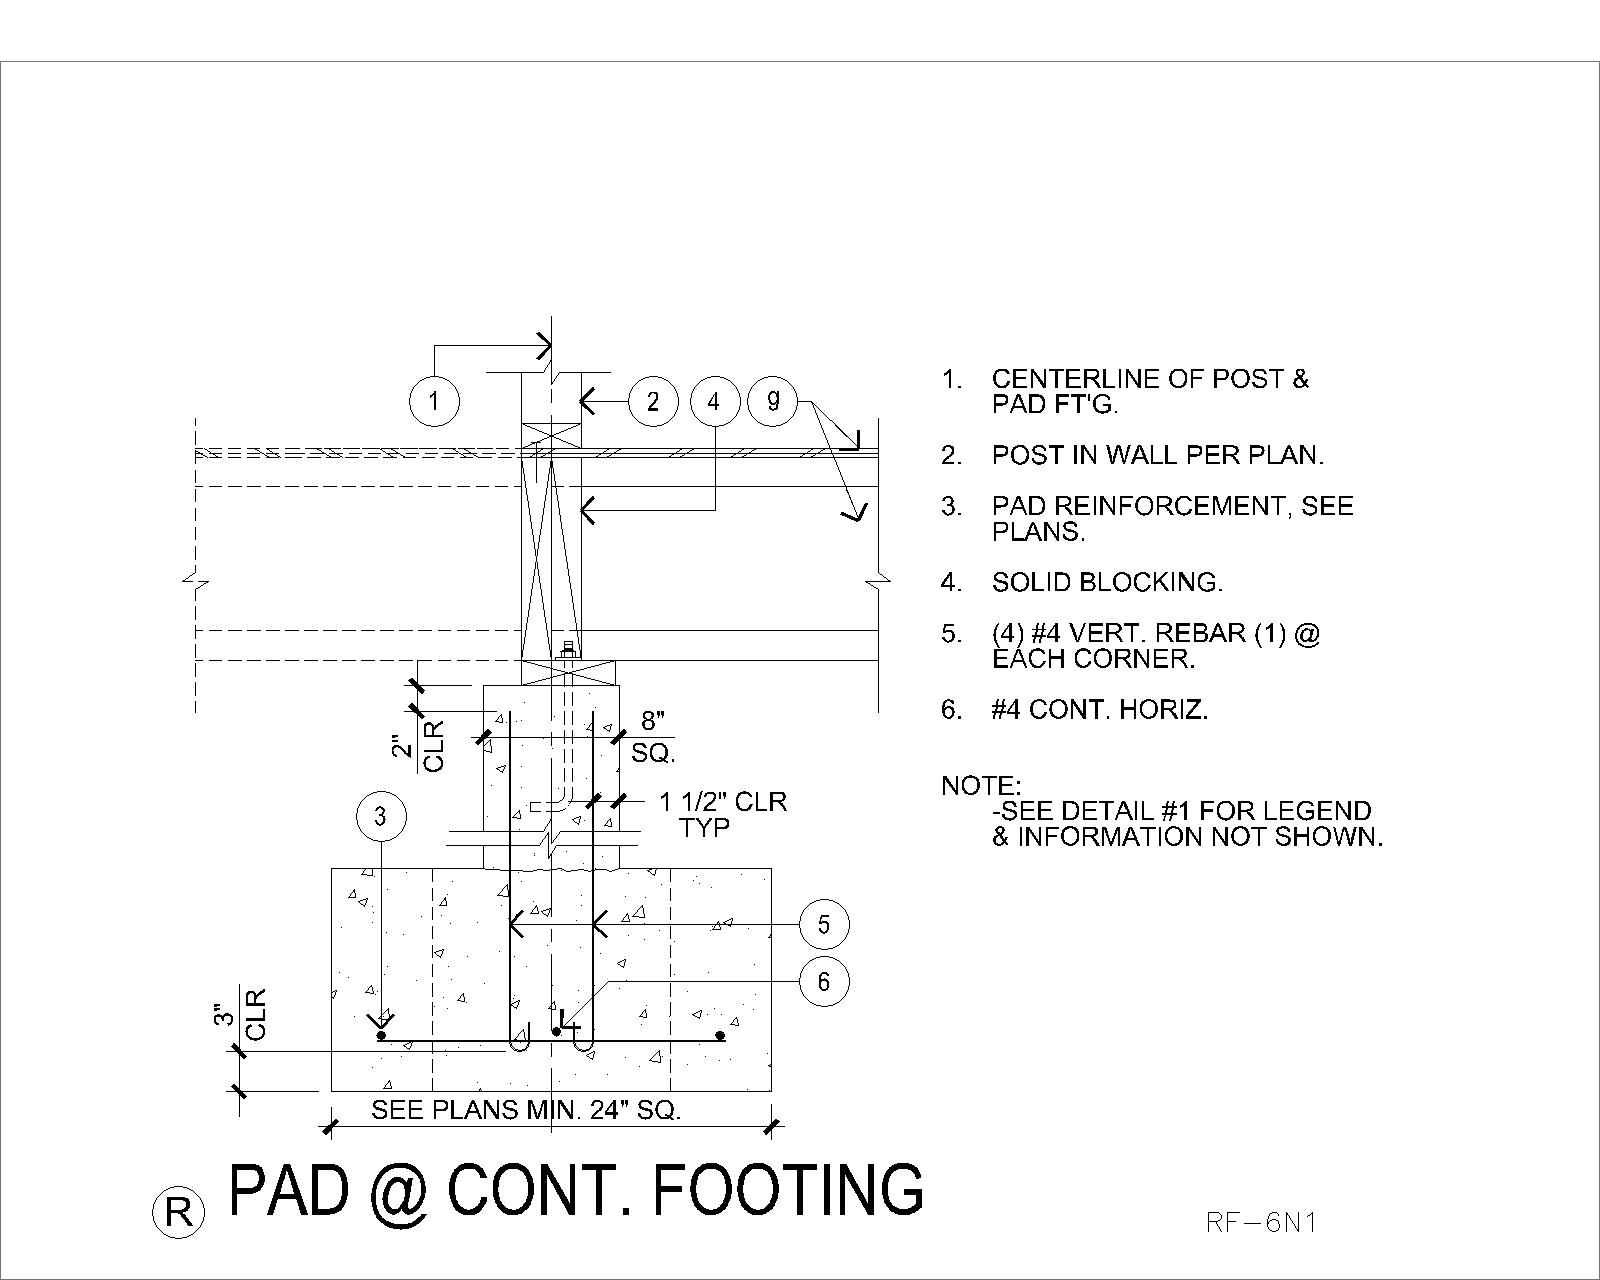 1
2
4
g
1. CENTERLINE OF POST &
PAD FT'G.
2. POST IN WALL PER PLAN.
3. PAD REINFORCEMENT, SEE
PLANS.
4. SOLID BLOCKING.
5. (4) #4 VERT. REBAR (1) @
EACH CORNER.
6. #4 CONT. HORIZ.
NOTE:
-SEE DETAIL #1 FOR LEGEND
& INFORMATION NOT SHOWN.
2"
CLR
8"
SQ.
1 1/2" CLR
TYP
3
5
6
3"
CLR
SEE PLANS MIN. 24" SQ.
R PAD @ CONT. FOOTING
RF-6N1